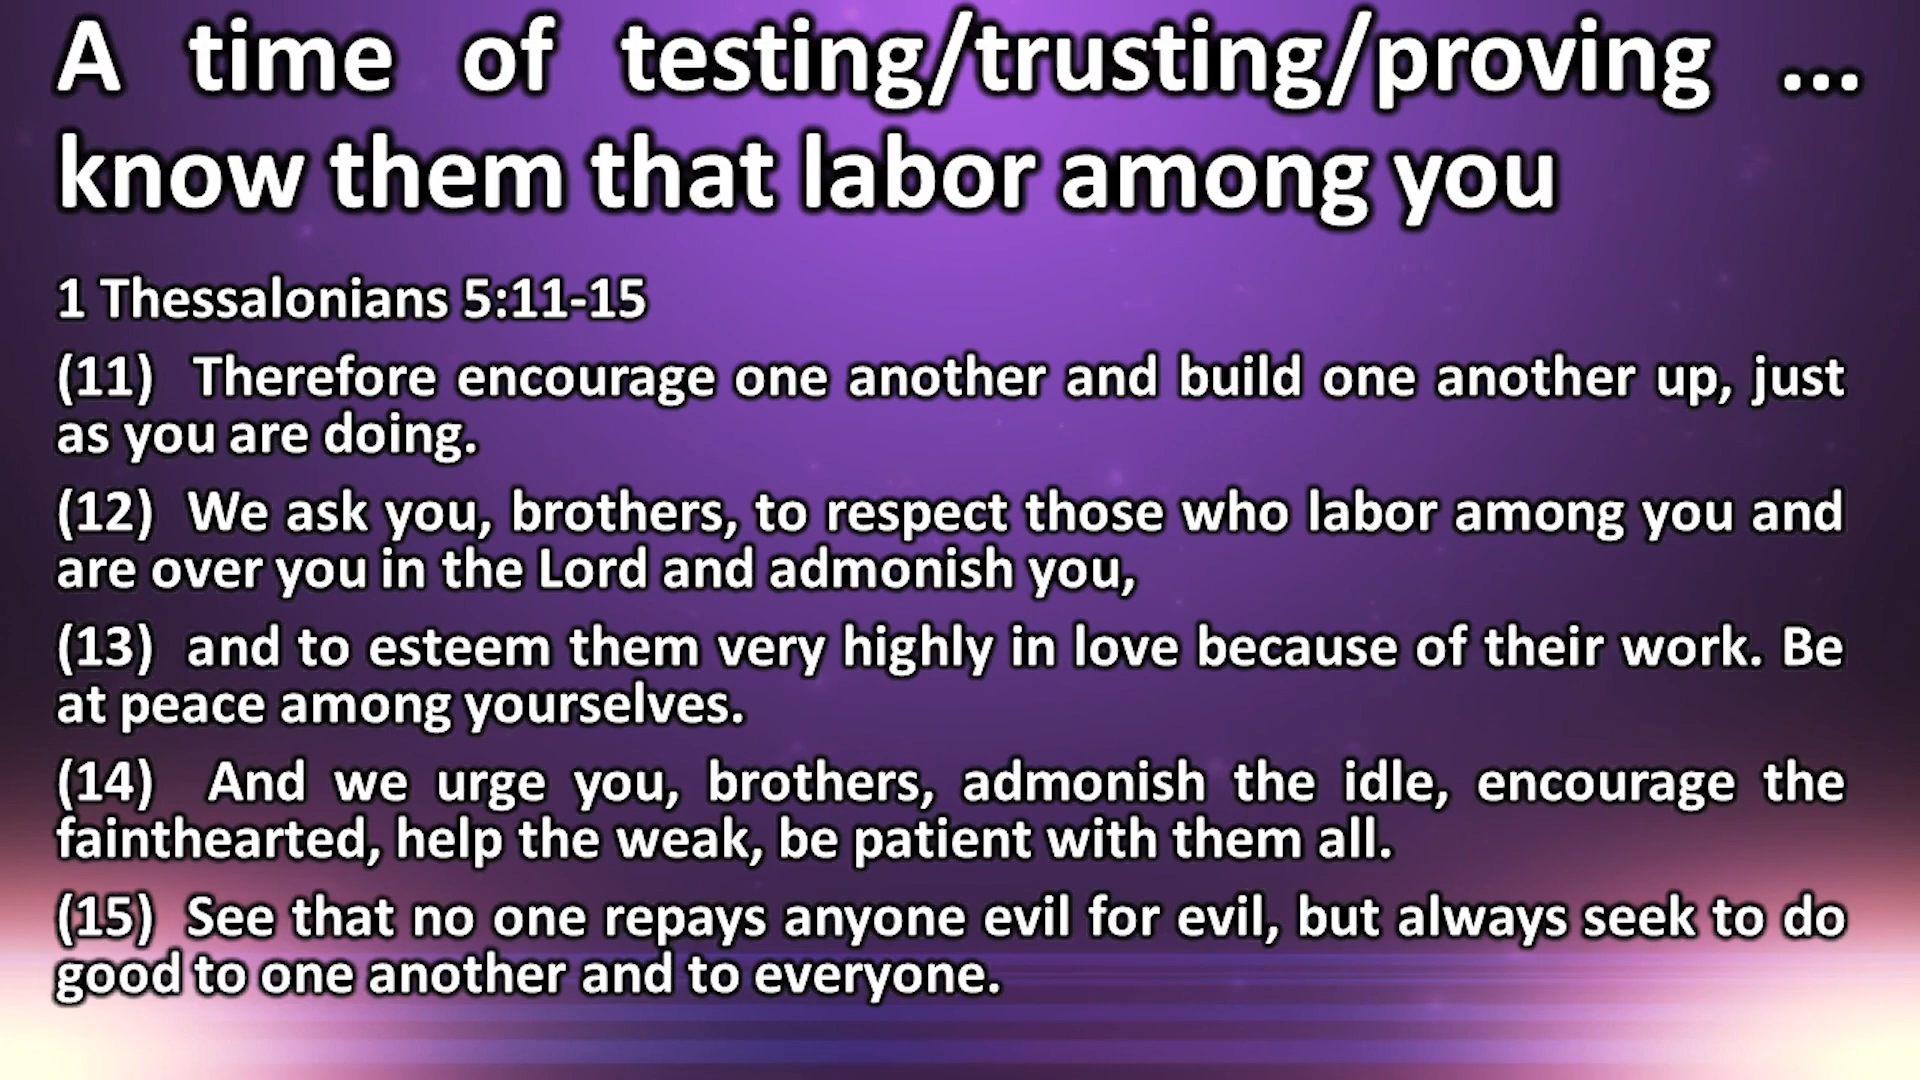 A time of testing/trusting/proving ...
know them that labor among you
1 Thessalonians 5:11-15
(11) Therefore encourage one another and build one another up, just
as you are doing.
(12) We ask you, brothers, to respect those who labor among you and
are over you in the Lord and admonish you,
(13) and to esteem them very highly in love because of their work. Be
at peace among yourselves.
(14) And we urge you, brothers, admonish the idle, encourage the
fainthearted, help the weak, be patient with them all.
(15) See that no one repays anyone evil for evil, but always seek to do
good to one another and to everyone.